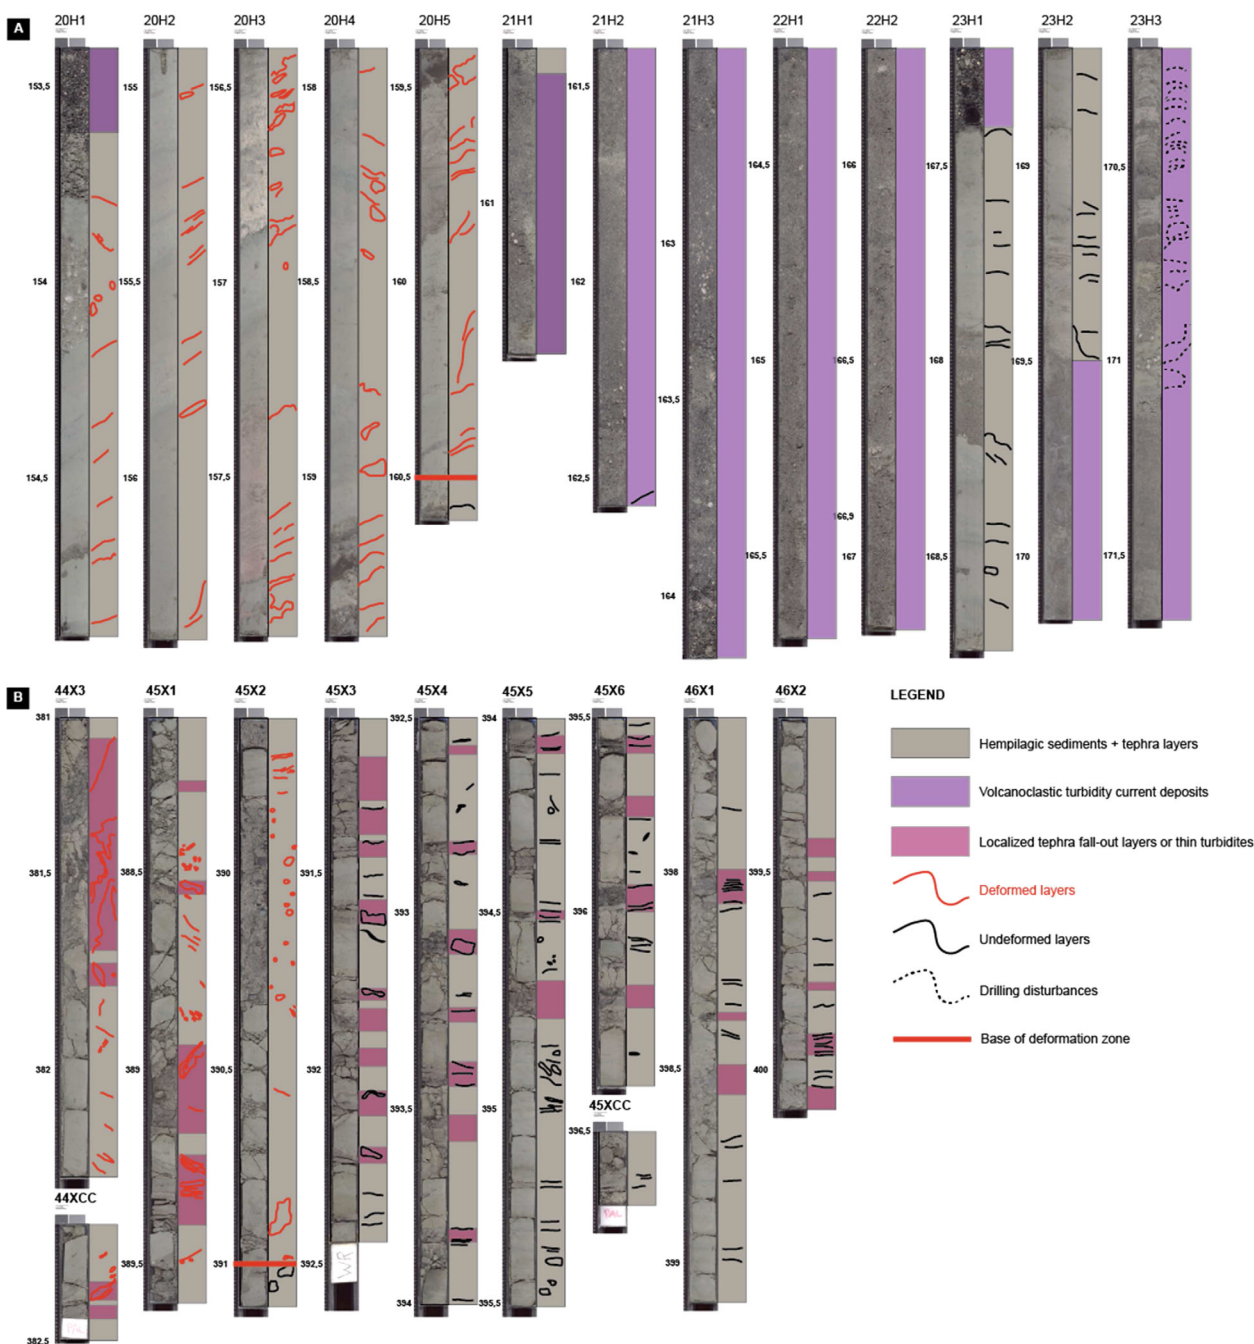 A
20H1 20H2 20H3 20H4 20H5 21H1 21H2 21H3 22H1 22H2 23H1 23H2 23H3
153,5 155 156,5 158 159,5 161,5
164,5 166 167,5 169 170,5
161
163
154 155,5 157 158,5 160 162
165 166,5 168 169,5 171
163,5
154,5 156 157,5 159 160,5 162,5
166,9
165,5 167 168,5 170 171,5
164
B
44X3 45X1 45X2 45X3 45X4 45X5 45X6 46X1 46X2
381 392,5 394 395,5
381,5 388,5 390 391,5 398 399,5
393 394,5 396
382 389 390,5 392 398,5 400
393,5 395
45XCC
396,5
44XCC
389,5 391 392,5 399
WR
394 395,5
382,5
LEGEND
Hempilagic sediments + tephra layers
Volcanoclastic turbidity current deposits
Localized tephra fall-out layers or thin turbidites
Deformed layers
Undeformed layers
Drilling disturbances
Base of deformation zone